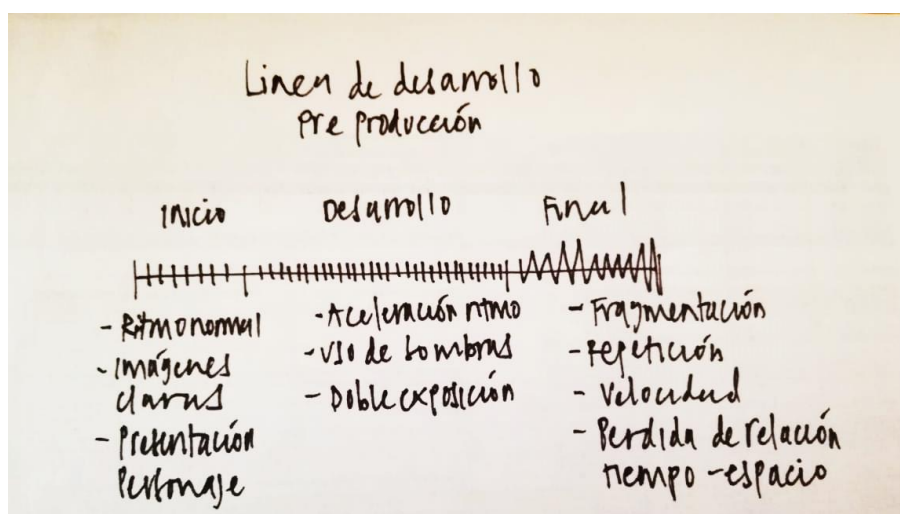 Linea de desarrollo
Pre producción
Inicio
Desarrollo
Final
- Ritmo normal
- Imágenes
claras
- Presentación
Personaje
- Aceleración ritmo
- Uso de sombras
- Doble exposición
- Fragmentación
- repetición
- Velocidad
- Perdida de relación
tiempo - espacio